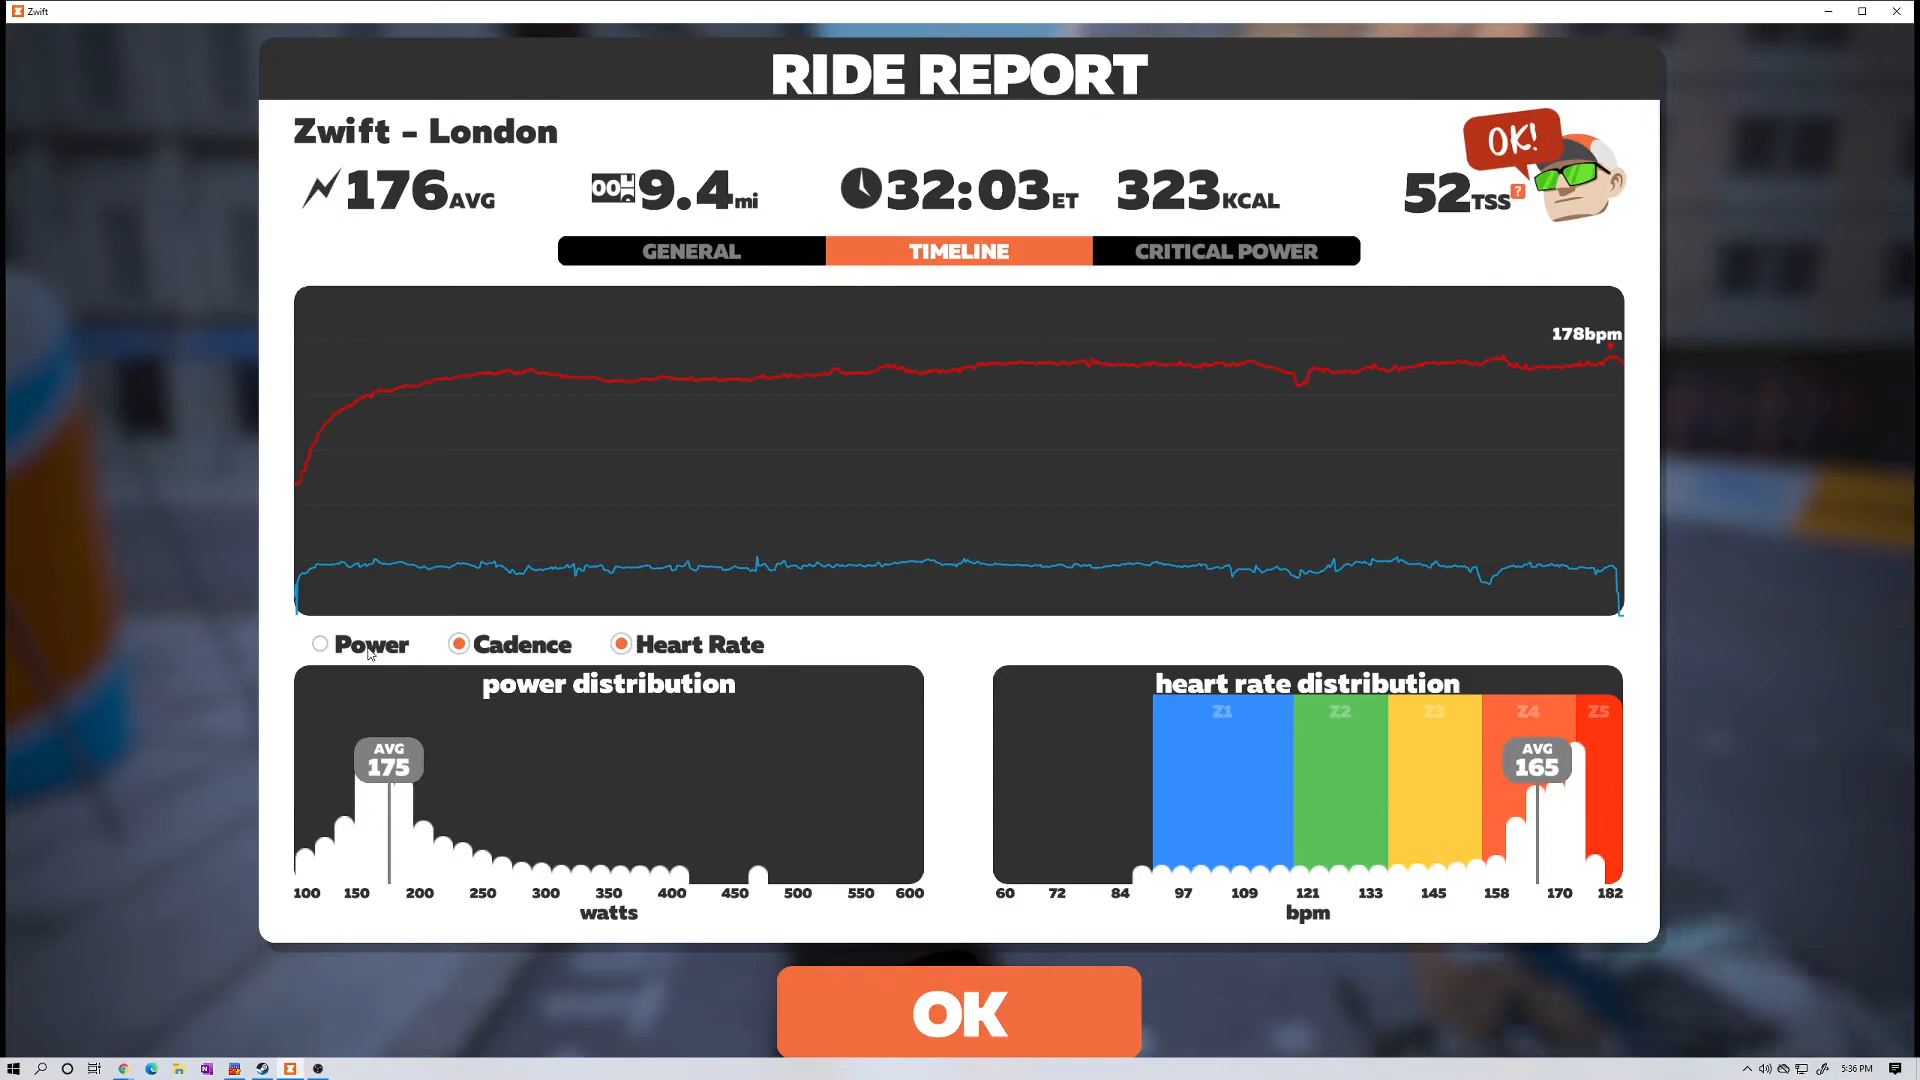 Zwift
RIDE REPORT
Zwift - London
OK!
176AVG
9.4mi
32:03ET
323KCAL
52TSS ?
GENERAL
TIMELINE
CRITICAL POWER
178bpm
Power
Cadence
Heart Rate
power distribution
AVG
175
100 150 200 250 300 350 400 450 500 550 600
watts
heart rate distribution
Z1 Z2 Z3 Z4 Z5
AVG
165
60 72 84 97 109 121 133 145 158 170 182
bpm
OK
5:36 PM